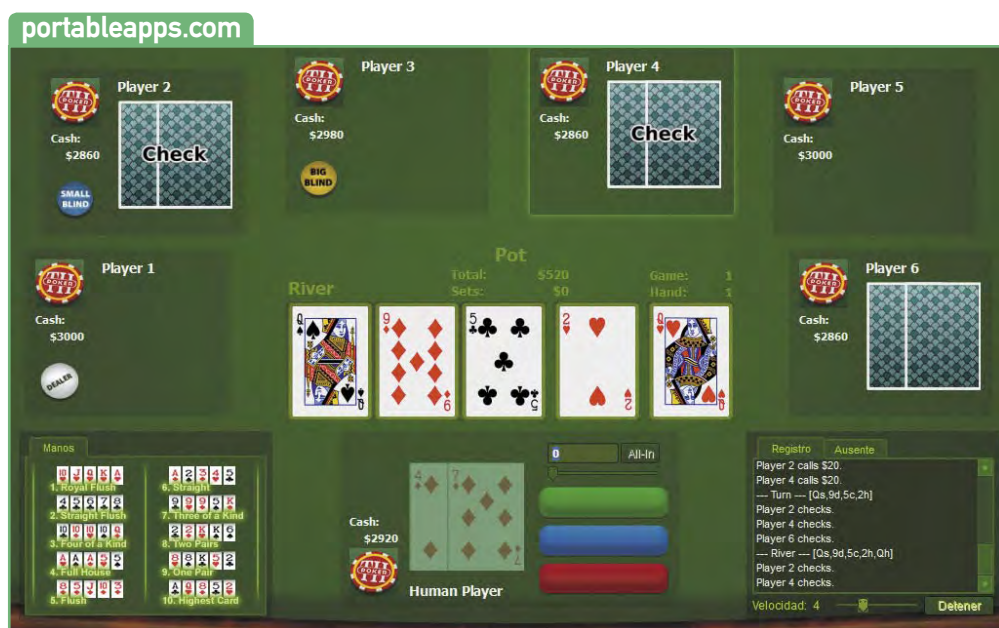 portableapps.com
Player 2
Cash:
$2860
Check
SMALL
BLIND
Player 3
Cash:
$2980
BIG
BLIND
Player 4
Cash:
$2860
Check
Player 5
Cash:
$3000
Player 1
Cash:
$3000
DEALER
Pot
River
Total: $520
Sets: $0
Game: 1
Hand: 1
Q 9 5 2 Q
Player 6
Cash:
$2860
Manos
1. Royal Flush
2. Straight Flush
3. Four of a Kind
4. Full House
5. Flush
6. Straight
7. Three of a Kind
8. Two Pairs
9. One Pair
10. Highest Card
4 7
Cash:
$2920
Human Player
0
All-In
Registro Ausente
Player 2 calls $20.
Player 4 calls $20.
--- Turn --- [Qs,9d,5c,2h]
Player 2 checks.
Player 4 checks.
Player 6 checks.
--- River --- [Qs,9d,5c,2h,Qh]
Player 2 checks.
Player 4 checks.
Velocidad: 4
Detener